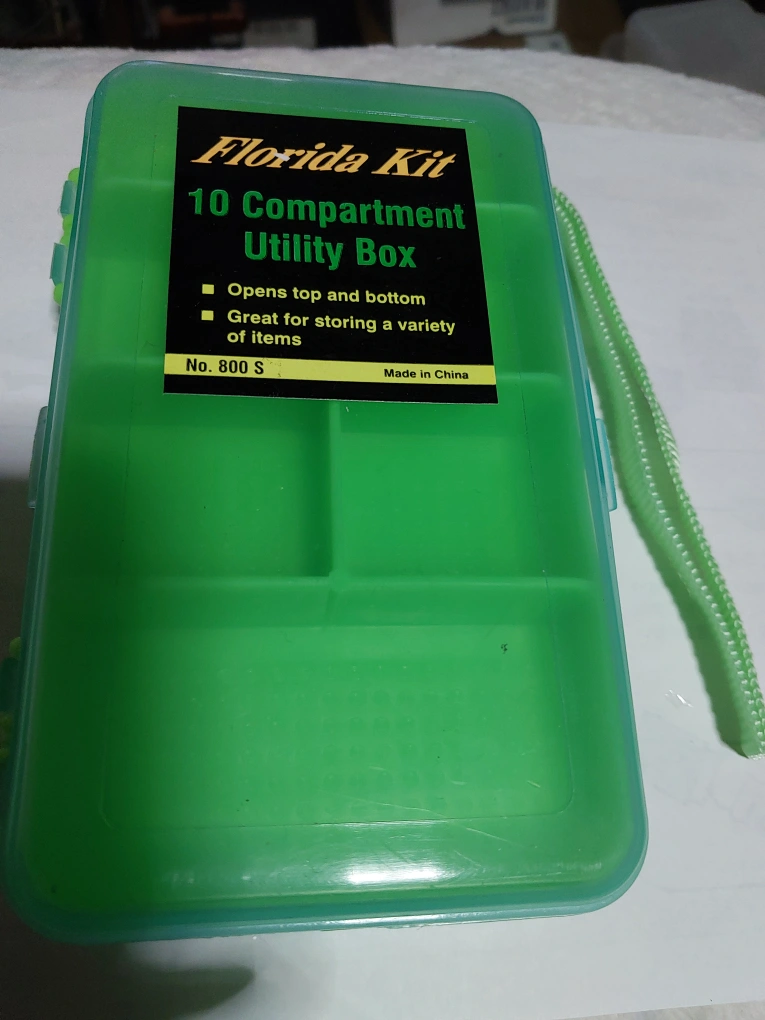 Florida Kit
10 Compartment
Utility Box
■ Opens top and bottom
■ Great for storing a variety
of items
No. 800 S
Made in China